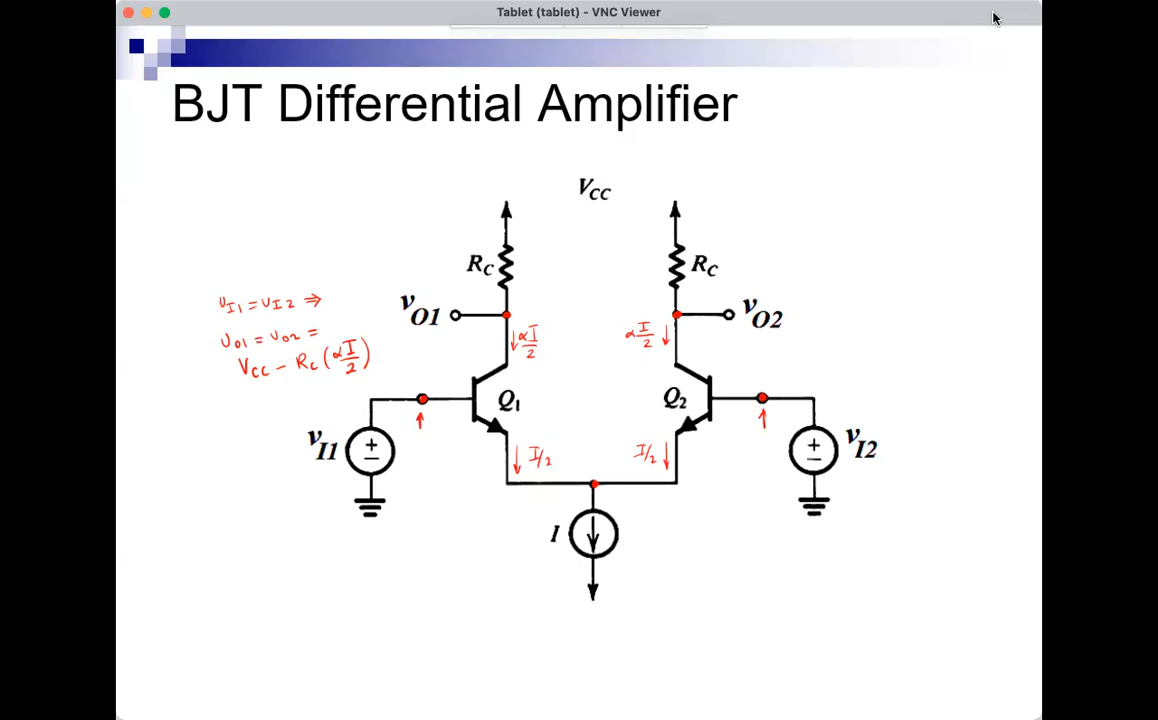 Tablet (tablet) - VNC Viewer
BJT Differential Amplifier
VCC
RC
RC
vO1
vO2
vI1 = vI2 ⇒
vO1 = vO2 =
VCC - RC (αI/2)
αI/2
αI/2
Q1
Q2
vI1
vI2
I/2
I/2
I